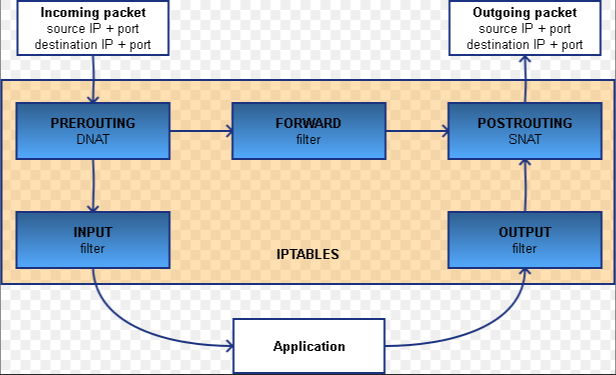 Incoming packet
source IP + port
destination IP + port
Outgoing packet
source IP + port
destination IP + port
PREROUTING
DNAT
FORWARD
filter
POSTROUTING
SNAT
INPUT
filter
OUTPUT
filter
IPTABLES
Application